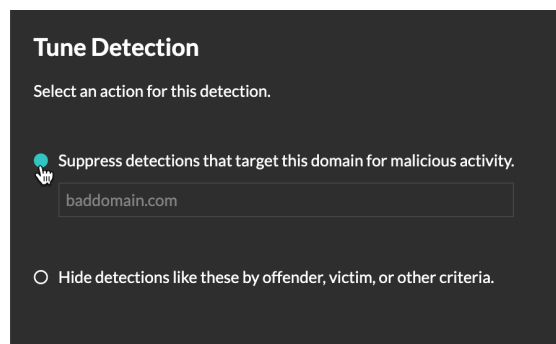 Tune Detection
Select an action for this detection.
Suppress detections that target this domain for malicious activity.
baddomain.com
Hide detections like these by offender, victim, or other criteria.